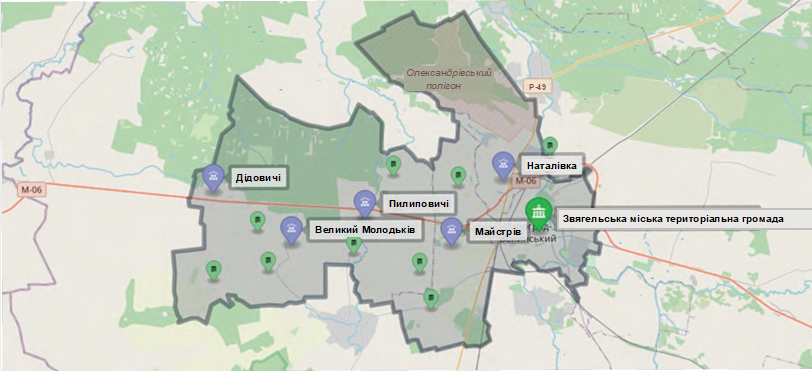 Олександрівський
полігон
Р-49
Наталівка
М-06
Дідовичі
М-06
Пилиповичі
Звягельська міська територіальна громада
Великий Молодьків
Майстрів